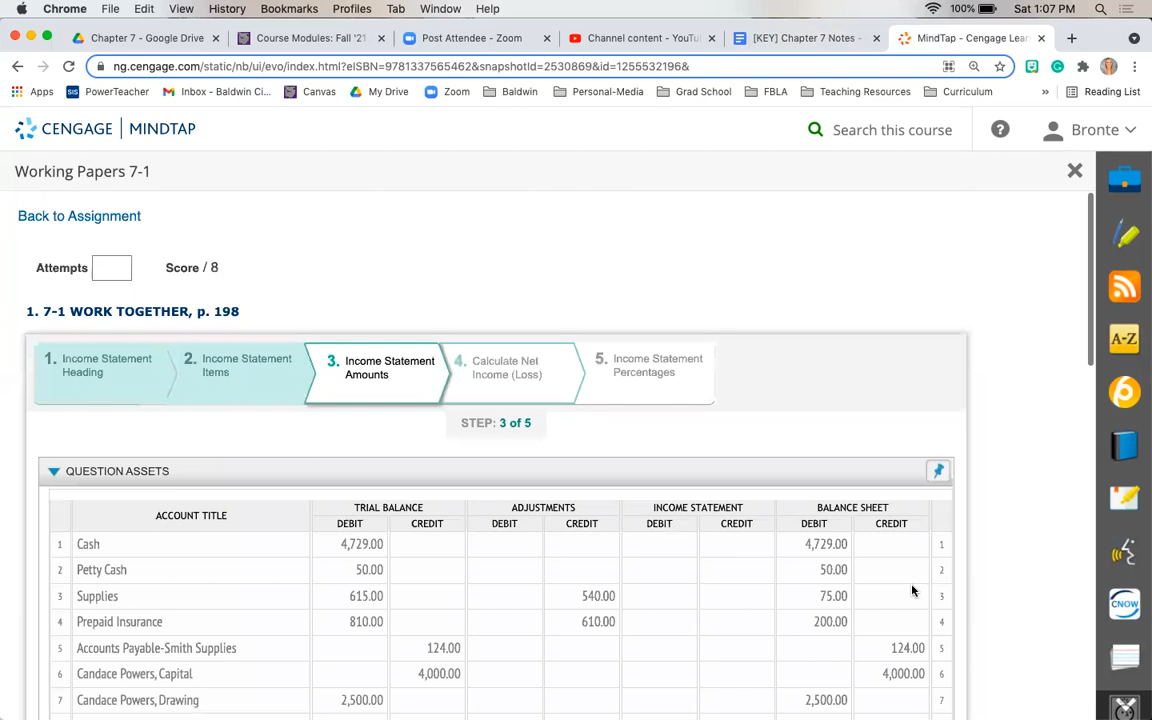 Chrome File Edit View History Bookmarks Profiles Tab Window Help 100% Sat 1:07 PM
Chapter 7 - Google Drive Course Modules: Fall '21 Post Attendee - Zoom Channel content - YouTu [KEY] Chapter 7 Notes - MindTap - Cengage Lear
ng.cengage.com/static/nb/ui/evo/index.html?eISBN=9781337565462&snapshotId=2530869&id=1255532196&
Apps SIS PowerTeacher Inbox - Baldwin Ci... Canvas My Drive Zoom Baldwin Personal-Media Grad School FBLA Teaching Resources Curriculum » Reading List
CENGAGE MINDTAP Search this course ? Bronte
Working Papers 7-1
Back to Assignment
Attempts Score / 8
1. 7-1 WORK TOGETHER, p. 198
1. Income Statement Heading
2. Income Statement Items
3. Income Statement Amounts
4. Calculate Net Income (Loss)
5. Income Statement Percentages
STEP: 3 of 5
QUESTION ASSETS
ACCOUNT TITLE TRIAL BALANCE ADJUSTMENTS INCOME STATEMENT BALANCE SHEET
DEBIT CREDIT DEBIT CREDIT DEBIT CREDIT DEBIT CREDIT
1 Cash 4,729.00 4,729.00 1
2 Petty Cash 50.00 50.00 2
3 Supplies 615.00 540.00 75.00 3
4 Prepaid Insurance 810.00 610.00 200.00 4
5 Accounts Payable-Smith Supplies 124.00 124.00 5
6 Candace Powers, Capital 4,000.00 4,000.00 6
7 Candace Powers, Drawing 2,500.00 2,500.00 7
A-Z
CNOW